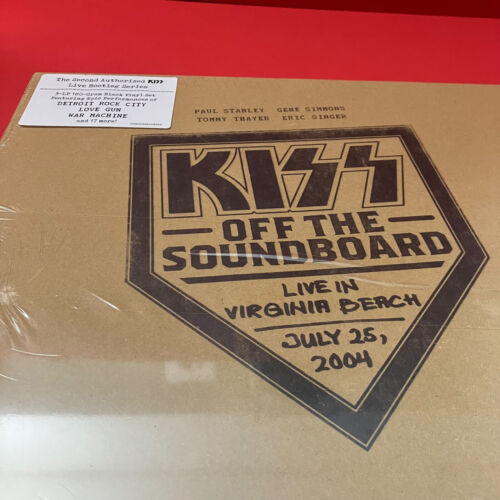 The Second Authorized KISS
Live Bootleg Series
3-LP 180-Gram Black Vinyl Set
Featuring Epic Performances of
DETROIT ROCK CITY
LOVE GUN
WAR MACHINE
and 17 more!
PAUL STANLEY GENE SIMMONS
TOMMY THAYER ERIC SINGER
KISS
OFF THE
SOUNDBOARD
LIVE IN
VIRGINIA BEACH
JULY 25,
2004